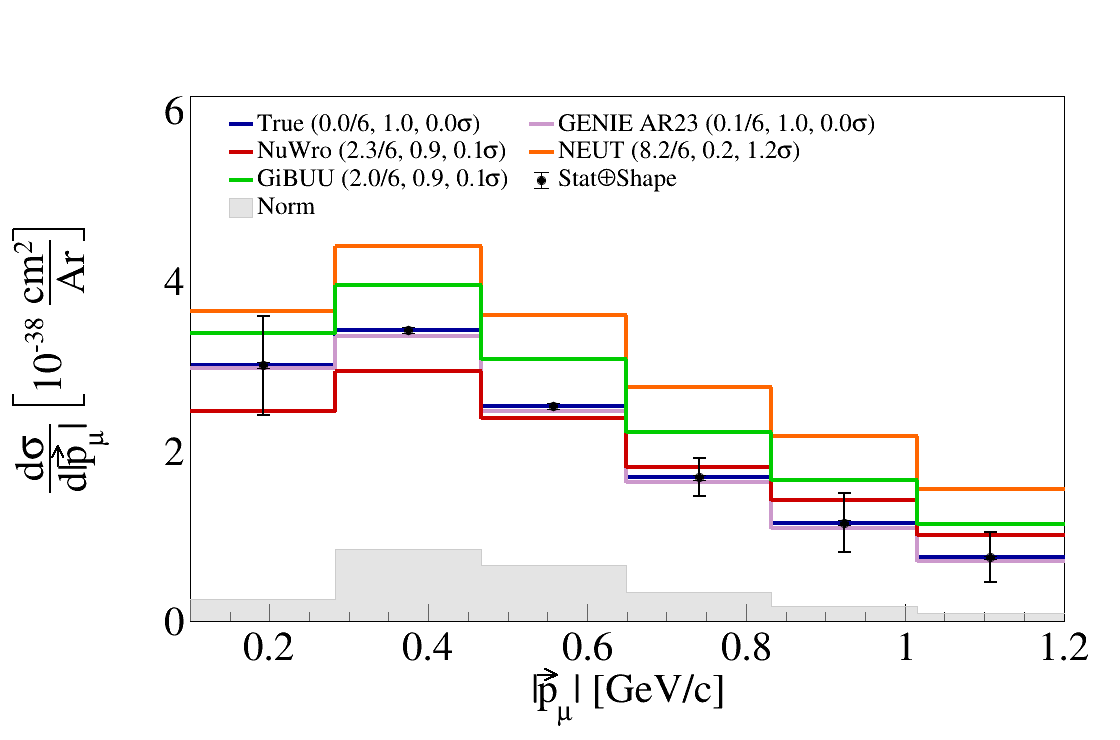 True (0.0/6, 1.0, 0.0σ)
GENIE AR23 (0.1/6, 1.0, 0.0σ)
NuWro (2.3/6, 0.9, 0.1σ)
NEUT (8.2/6, 0.2, 1.2σ)
GiBUU (2.0/6, 0.9, 0.1σ)
Stat⊕Shape
Norm
6
4
2
0
dσ/d|p⃗_μ| [10⁻³⁸ cm²/Ar]
0.2 0.4 0.6 0.8 1 1.2
|p⃗_μ| [GeV/c]